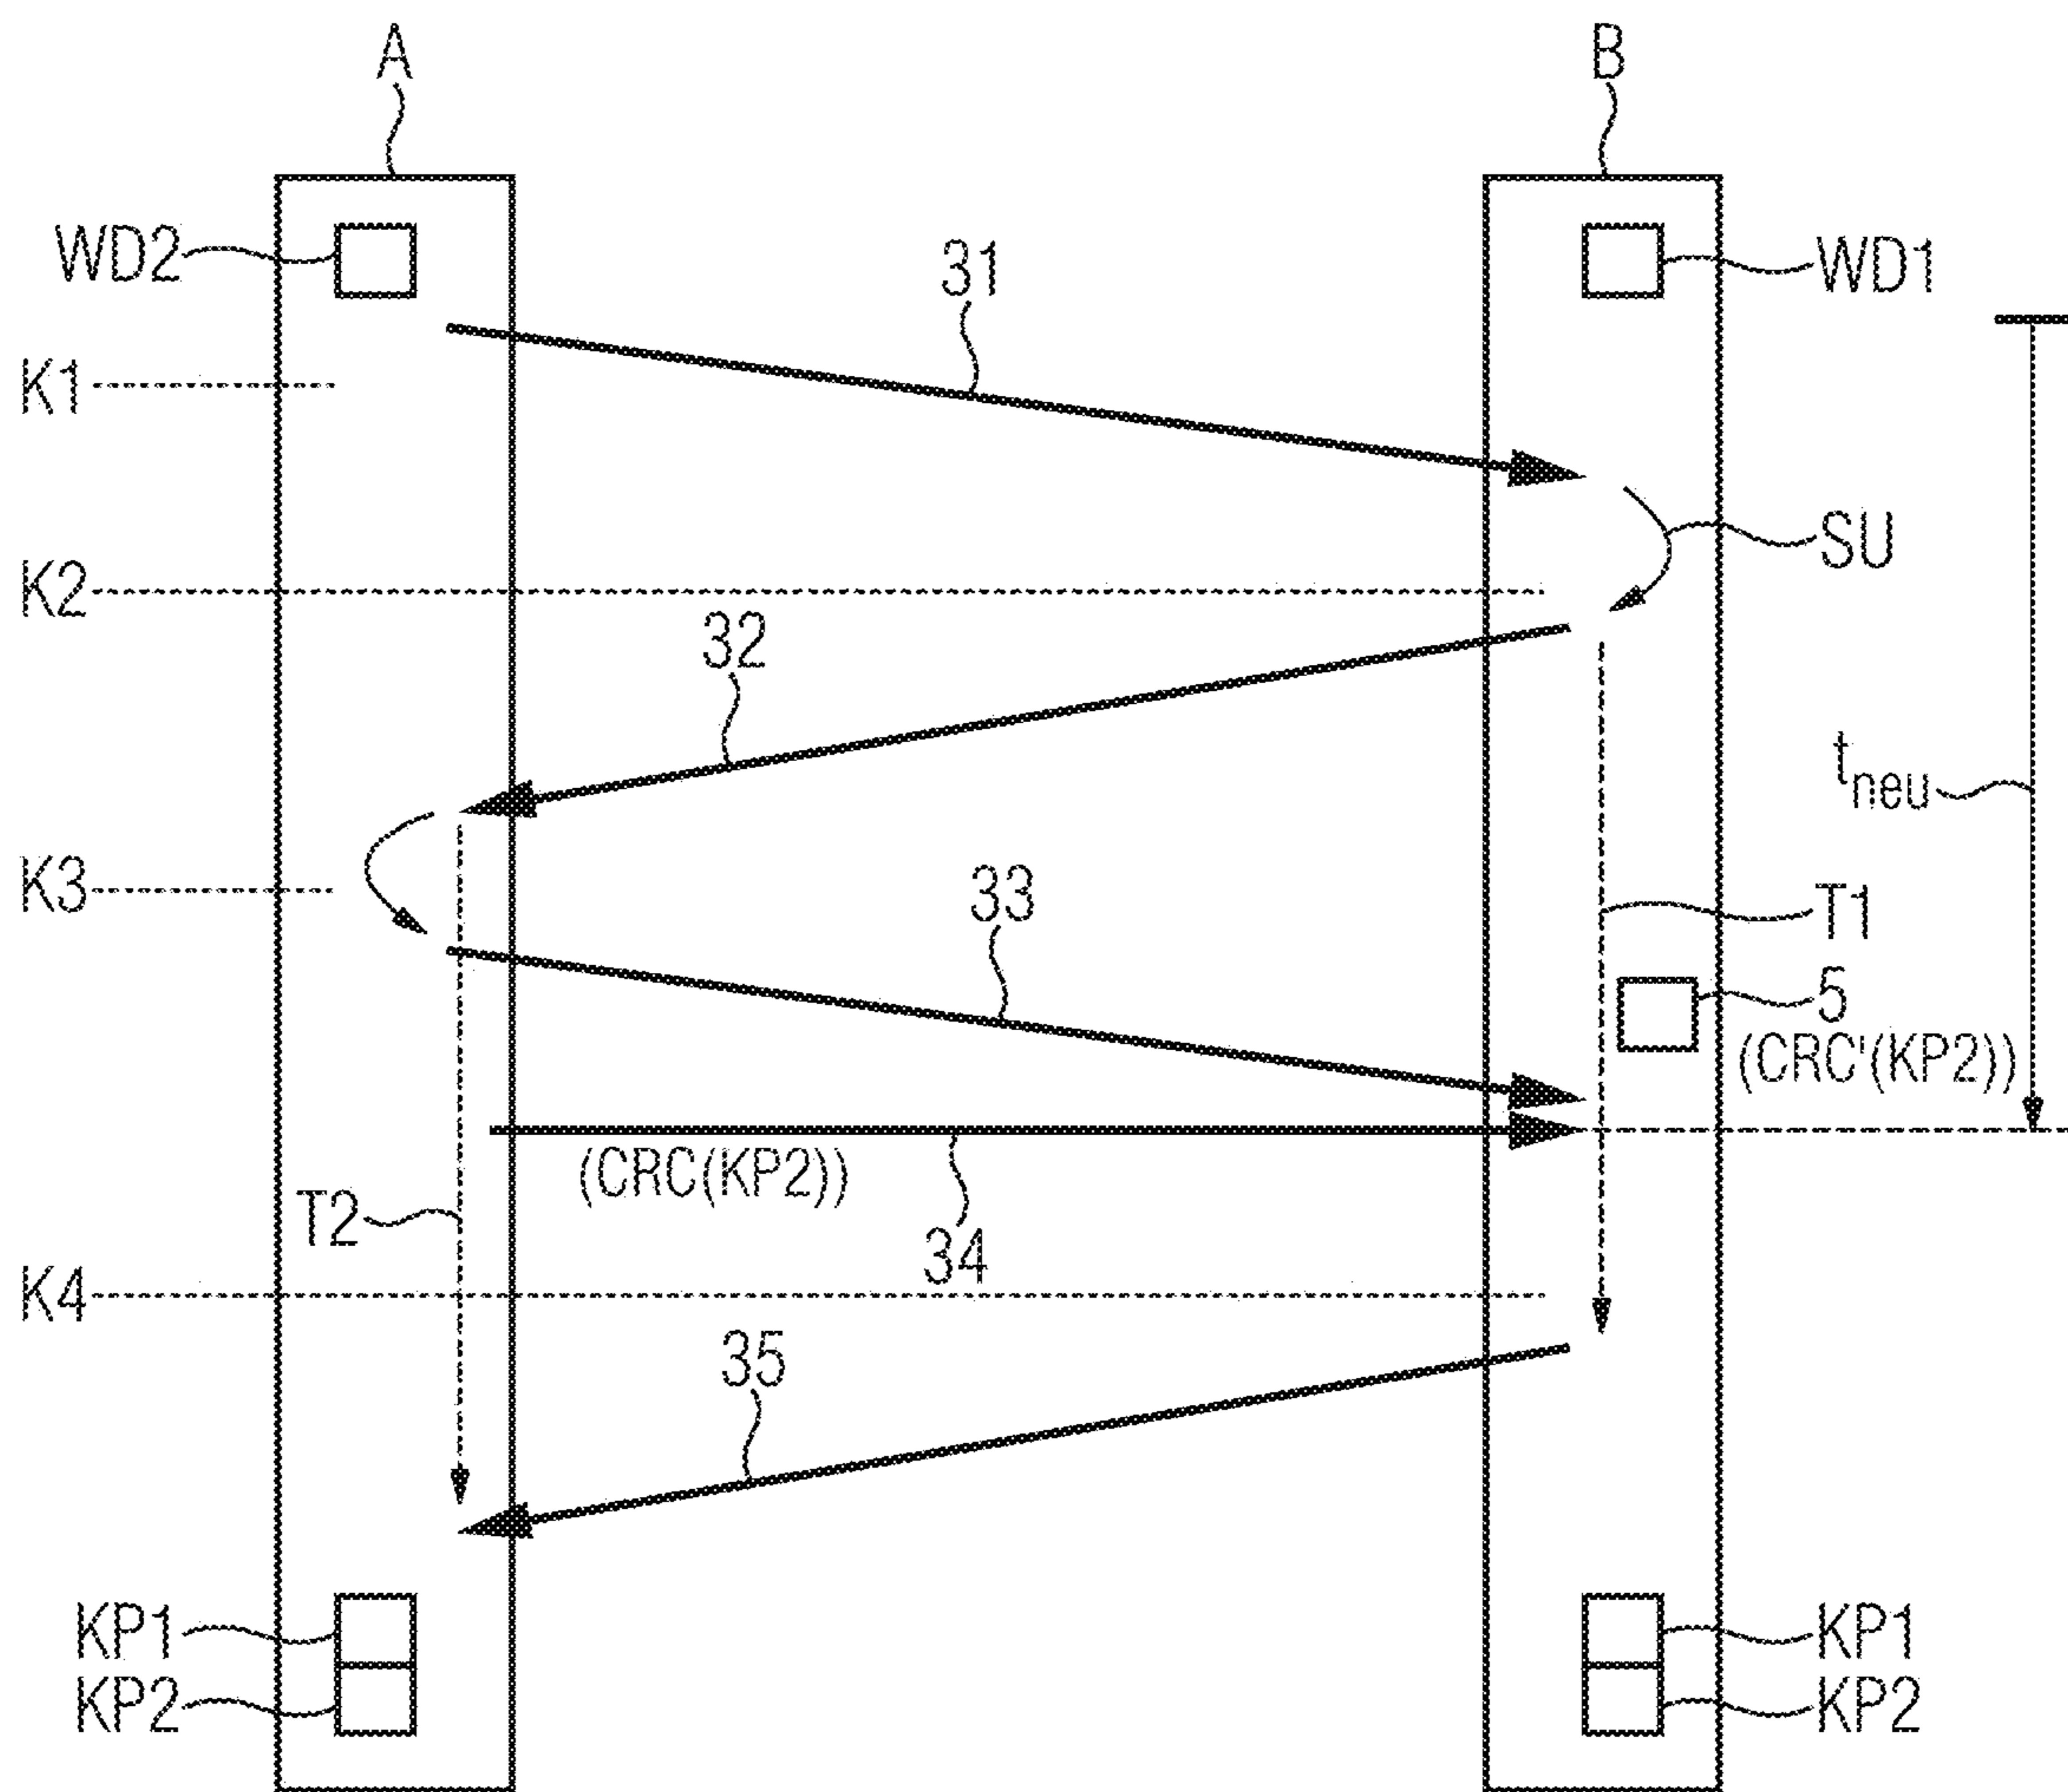 A
B
WD2
WD1
31
K1
SU
K2
32
t_neu
K3
33
T1
5
(CRC'(KP2))
(CRC(KP2))
T2
34
K4
35
KP1
KP1
KP2
KP2